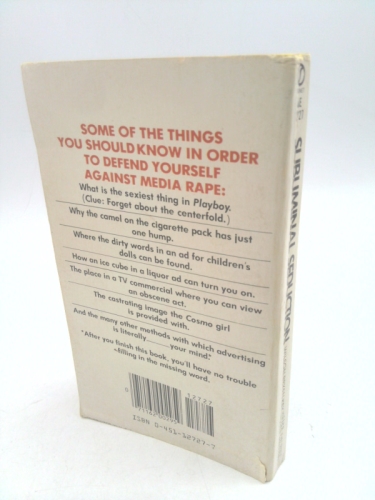 SOME OF THE THINGS
YOU SHOULD KNOW IN ORDER
TO DEFEND YOURSELF
AGAINST MEDIA RAPE:
What is the sexiest thing in Playboy.
(Clue: Forget about the centerfold.)
Why the camel on the cigarette pack has just
one hump.
Where the dirty words in an ad for children's
dolls can be found.
How an ice cube in a liquor ad can turn you on.
The place in a TV commercial where you can view
an obscene act.
The castrating image the Cosmo girl
is provided with.
And the many other methods with which advertising
is literally______your mind.*
*After you finish this book, you'll have no trouble
filling in the missing word.
12727
ISBN 0-451-12727-7
SUBLIMINAL SEDUCTION